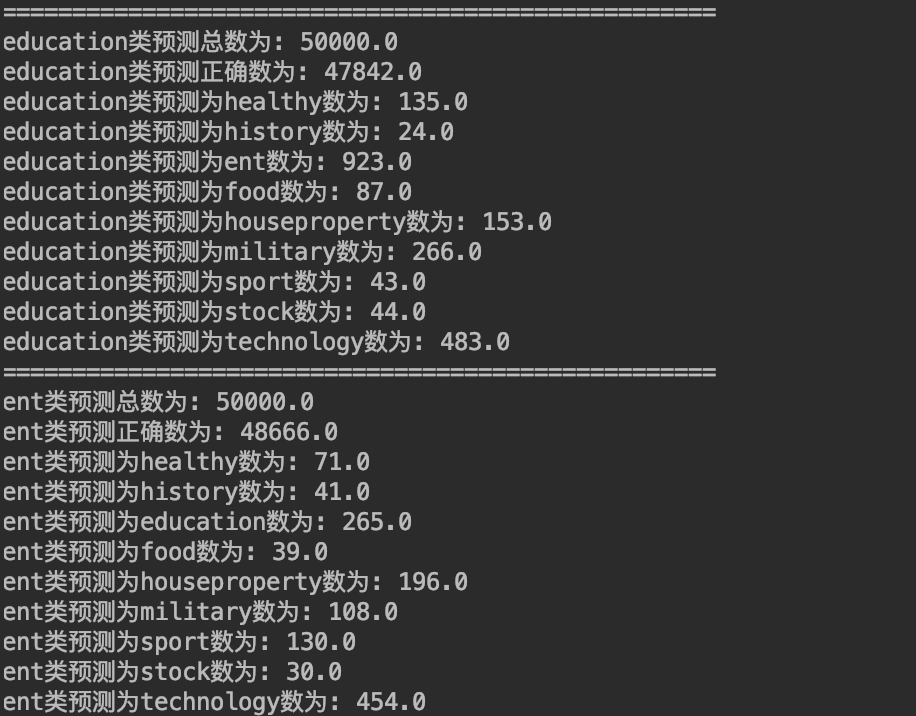 ===================================================
education类预测总数为: 50000.0
education类预测正确数为: 47842.0
education类预测为healthy数为: 135.0
education类预测为history数为: 24.0
education类预测为ent数为: 923.0
education类预测为food数为: 87.0
education类预测为houseproperty数为: 153.0
education类预测为military数为: 266.0
education类预测为sport数为: 43.0
education类预测为stock数为: 44.0
education类预测为technology数为: 483.0
===================================================
ent类预测总数为: 50000.0
ent类预测正确数为: 48666.0
ent类预测为healthy数为: 71.0
ent类预测为history数为: 41.0
ent类预测为education数为: 265.0
ent类预测为food数为: 39.0
ent类预测为houseproperty数为: 196.0
ent类预测为military数为: 108.0
ent类预测为sport数为: 130.0
ent类预测为stock数为: 30.0
ent类预测为technology数为: 454.0